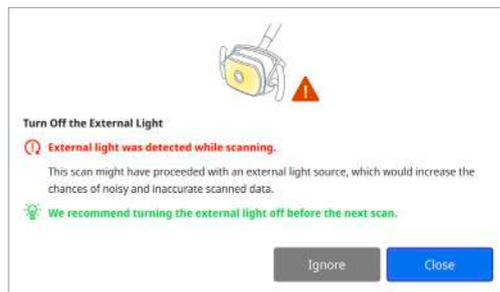 Turn Off the External Light
External light was detected while scanning.
This scan might have proceeded with an external light source, which would increase the
chances of noisy and inaccurate scanned data.
We recommend turning the external light off before the next scan.
Ignore
Close